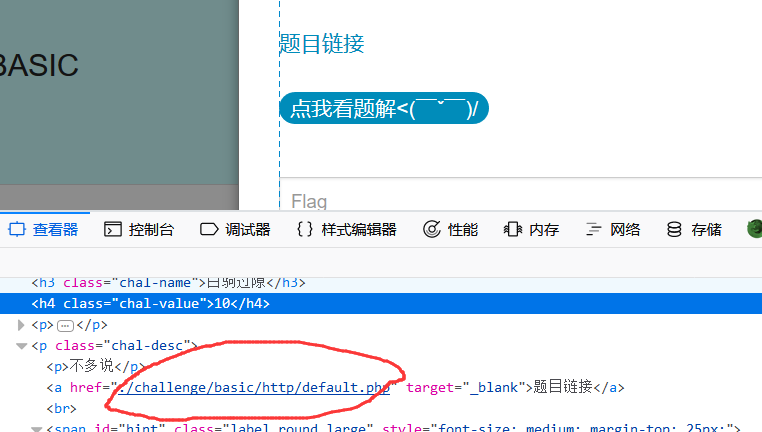 题目链接
BASIC
点我看题解<(￣ˇ￣)/
Flag
查看器 控制台 调试器 {} 样式编辑器 性能 内存 网络 存储
<h3 class="chal-name">白驹过隙</h3>
<h4 class="chal-value">10</h4>
<p>…</p>
<p class="chal-desc">
<p>不多说</p>
<a href="./challenge/basic/http/default.php" target="_blank">题目链接</a>
<br>
<span id="hint" class="label round large" style="font-size: medium; margin-top: 25px;">